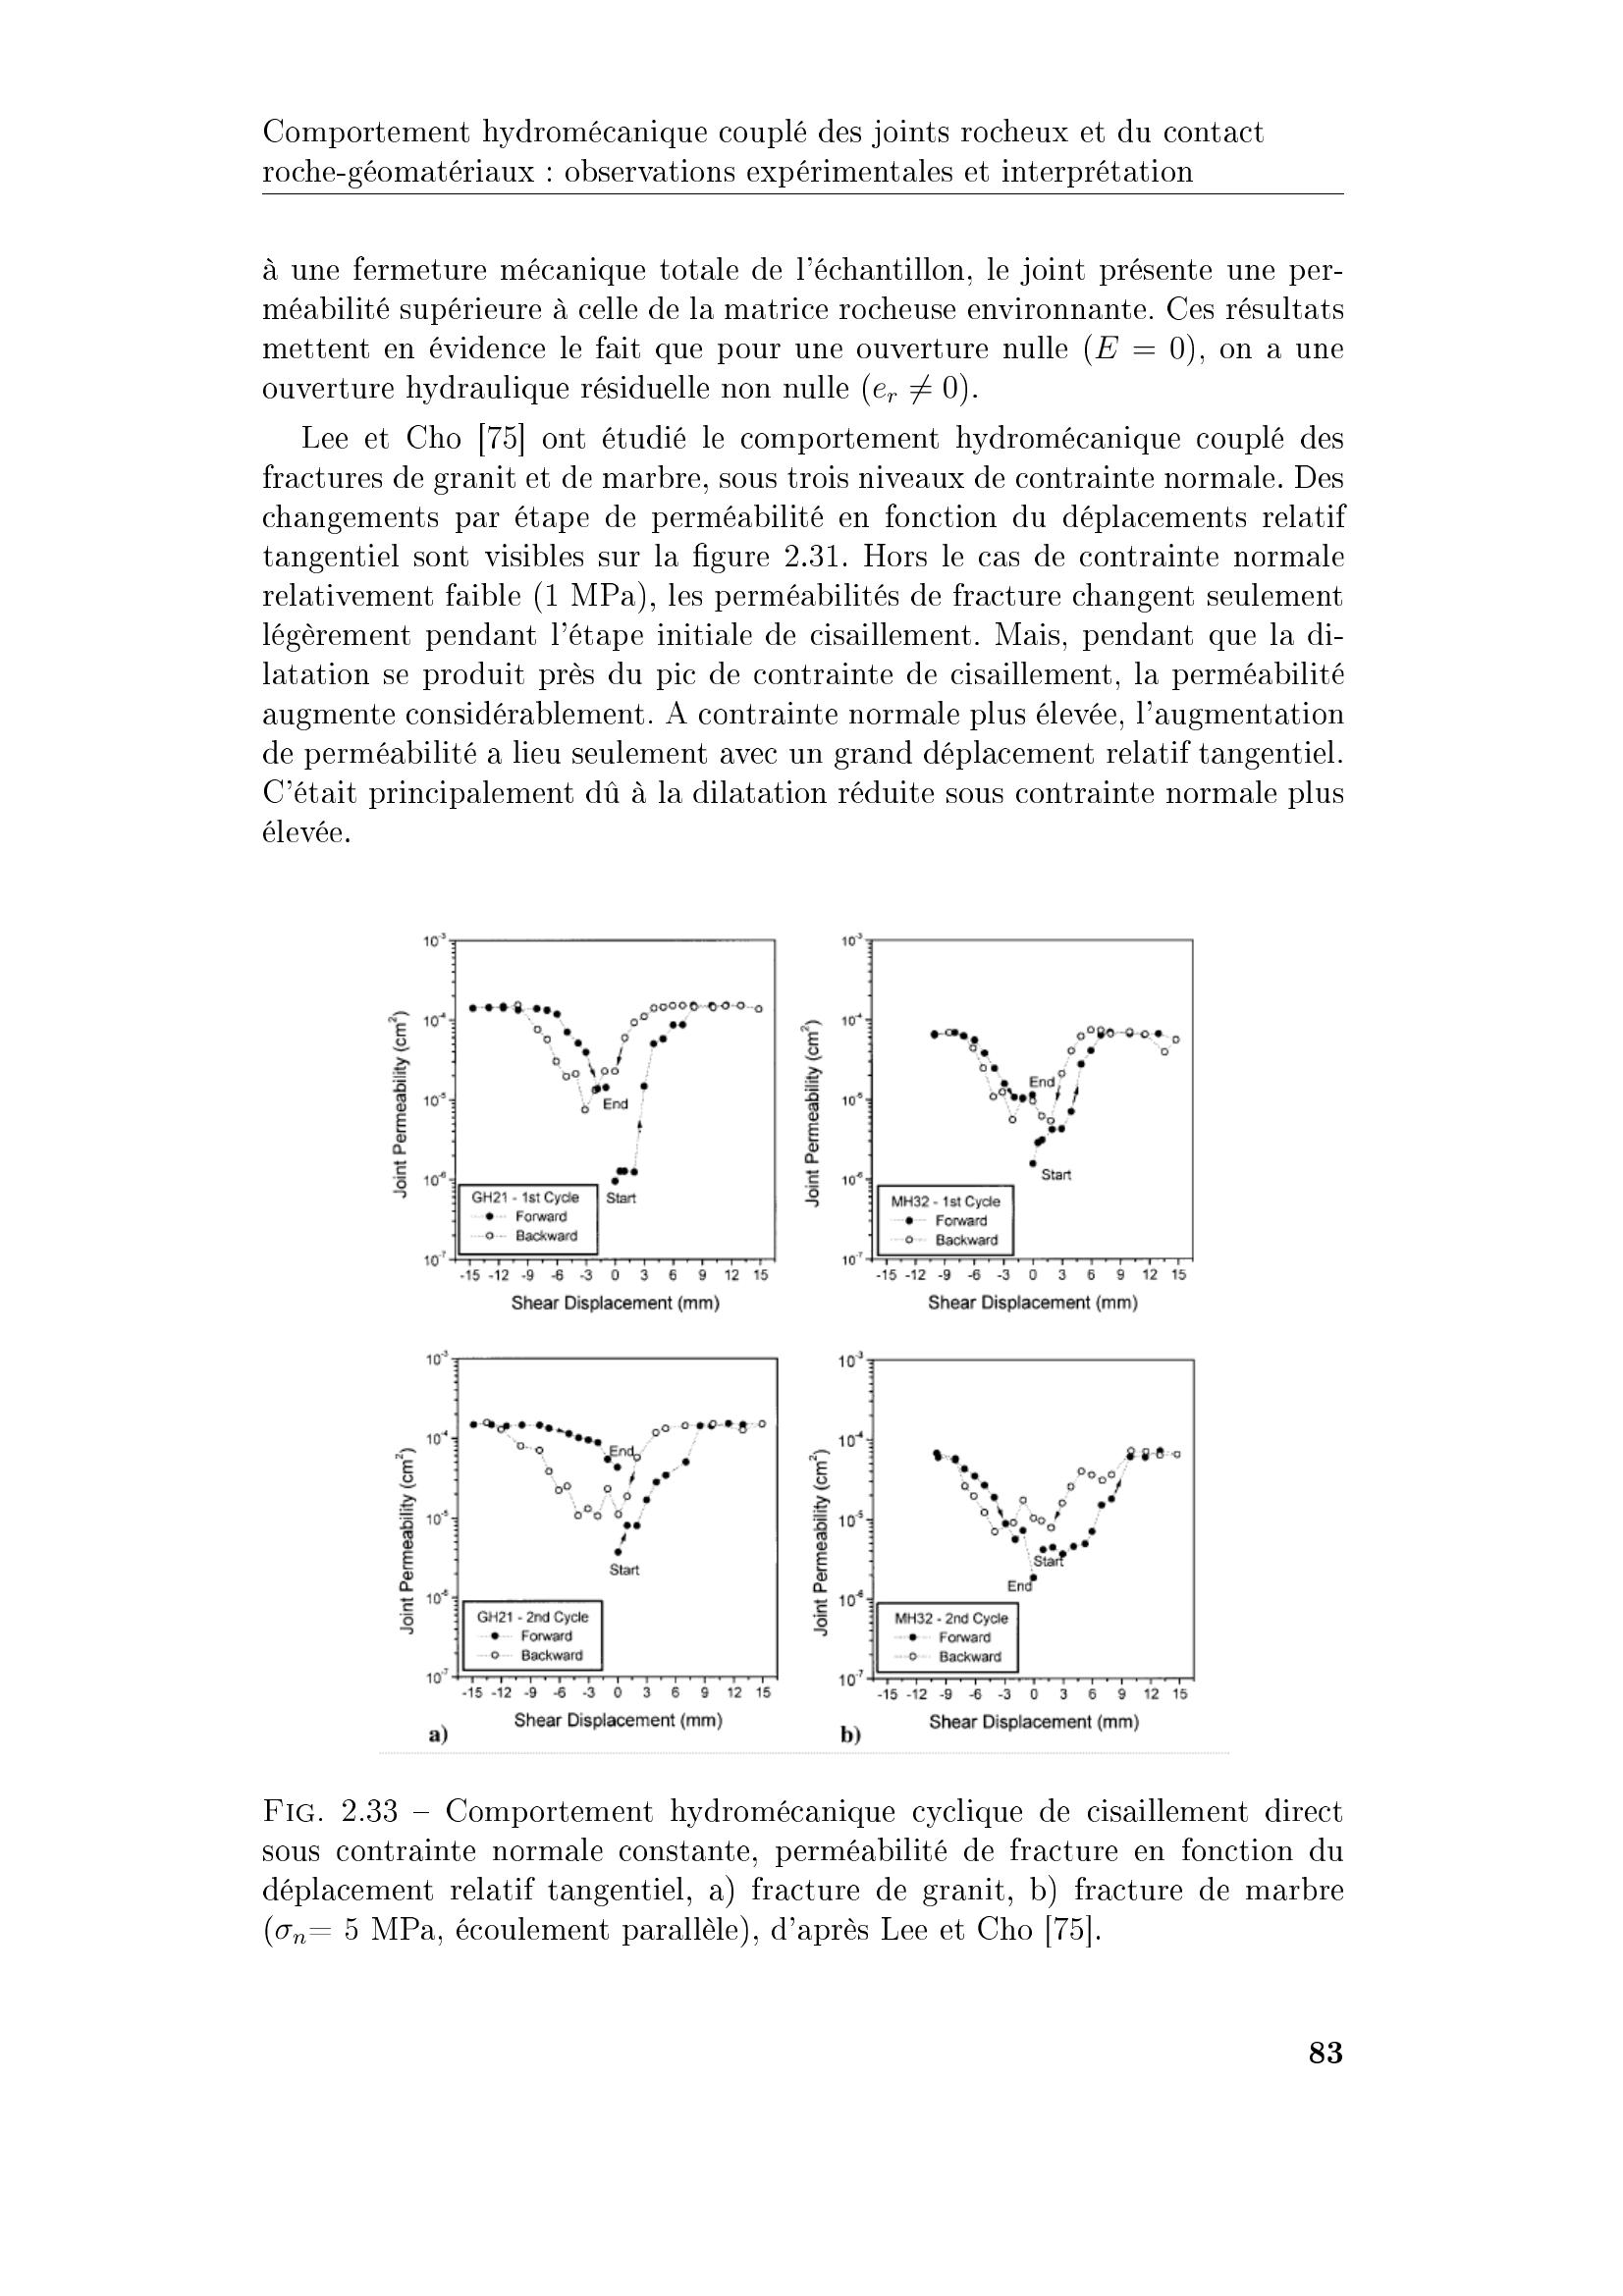 Comportement hydromécanique couplé des joints rocheux et du contact
roche-géomatériaux : observations expérimentales et interprétation
à une fermeture mécanique totale de l'échantillon, le joint présente une per-
méabilité supérieure à celle de la matrice rocheuse environnante. Ces résultats
mettent en évidence le fait que pour une ouverture nulle (E = 0), on a une
ouverture hydraulique résiduelle non nulle (eᵣ ≠ 0).
Lee et Cho [75] ont étudié le comportement hydromécanique couplé des
fractures de granit et de marbre, sous trois niveaux de contrainte normale. Des
changements par étape de perméabilité en fonction du déplacements relatif
tangentiel sont visibles sur la figure 2.31. Hors le cas de contrainte normale
relativement faible (1 MPa), les perméabilités de fracture changent seulement
légèrement pendant l'étape initiale de cisaillement. Mais, pendant que la di-
latation se produit près du pic de contrainte de cisaillement, la perméabilité
augmente considérablement. A contrainte normale plus élevée, l'augmentation
de perméabilité a lieu seulement avec un grand déplacement relatif tangentiel.
C'était principalement dû à la dilatation réduite sous contrainte normale plus
élevée.
Joint Permeability (cm²)
10⁻³
10⁻⁴
10⁻⁵
10⁻⁶
10⁻⁷
End
Start
GH21 - 1st Cycle
Forward
Backward
-15 -12 -9 -6 -3 0 3 6 9 12 15
Shear Displacement (mm)
Joint Permeability (cm²)
10⁻³
10⁻⁴
10⁻⁵
10⁻⁶
10⁻⁷
End
Start
MH32 - 1st Cycle
Forward
Backward
-15 -12 -9 -6 -3 0 3 6 9 12 15
Shear Displacement (mm)
Joint Permeability (cm²)
10⁻³
10⁻⁴
10⁻⁵
10⁻⁶
10⁻⁷
End
Start
GH21 - 2nd Cycle
Forward
Backward
-15 -12 -9 -6 -3 0 3 6 9 12 15
Shear Displacement (mm)
a)
Joint Permeability (cm²)
10⁻³
10⁻⁴
10⁻⁵
10⁻⁶
10⁻⁷
Start
End
MH32 - 2nd Cycle
Forward
Backward
-15 -12 -9 -6 -3 0 3 6 9 12 15
Shear Displacement (mm)
b)
FIG. 2.33 – Comportement hydromécanique cyclique de cisaillement direct
sous contrainte normale constante, perméabilité de fracture en fonction du
déplacement relatif tangentiel, a) fracture de granit, b) fracture de marbre
(σₙ= 5 MPa, écoulement parallèle), d'après Lee et Cho [75].
83